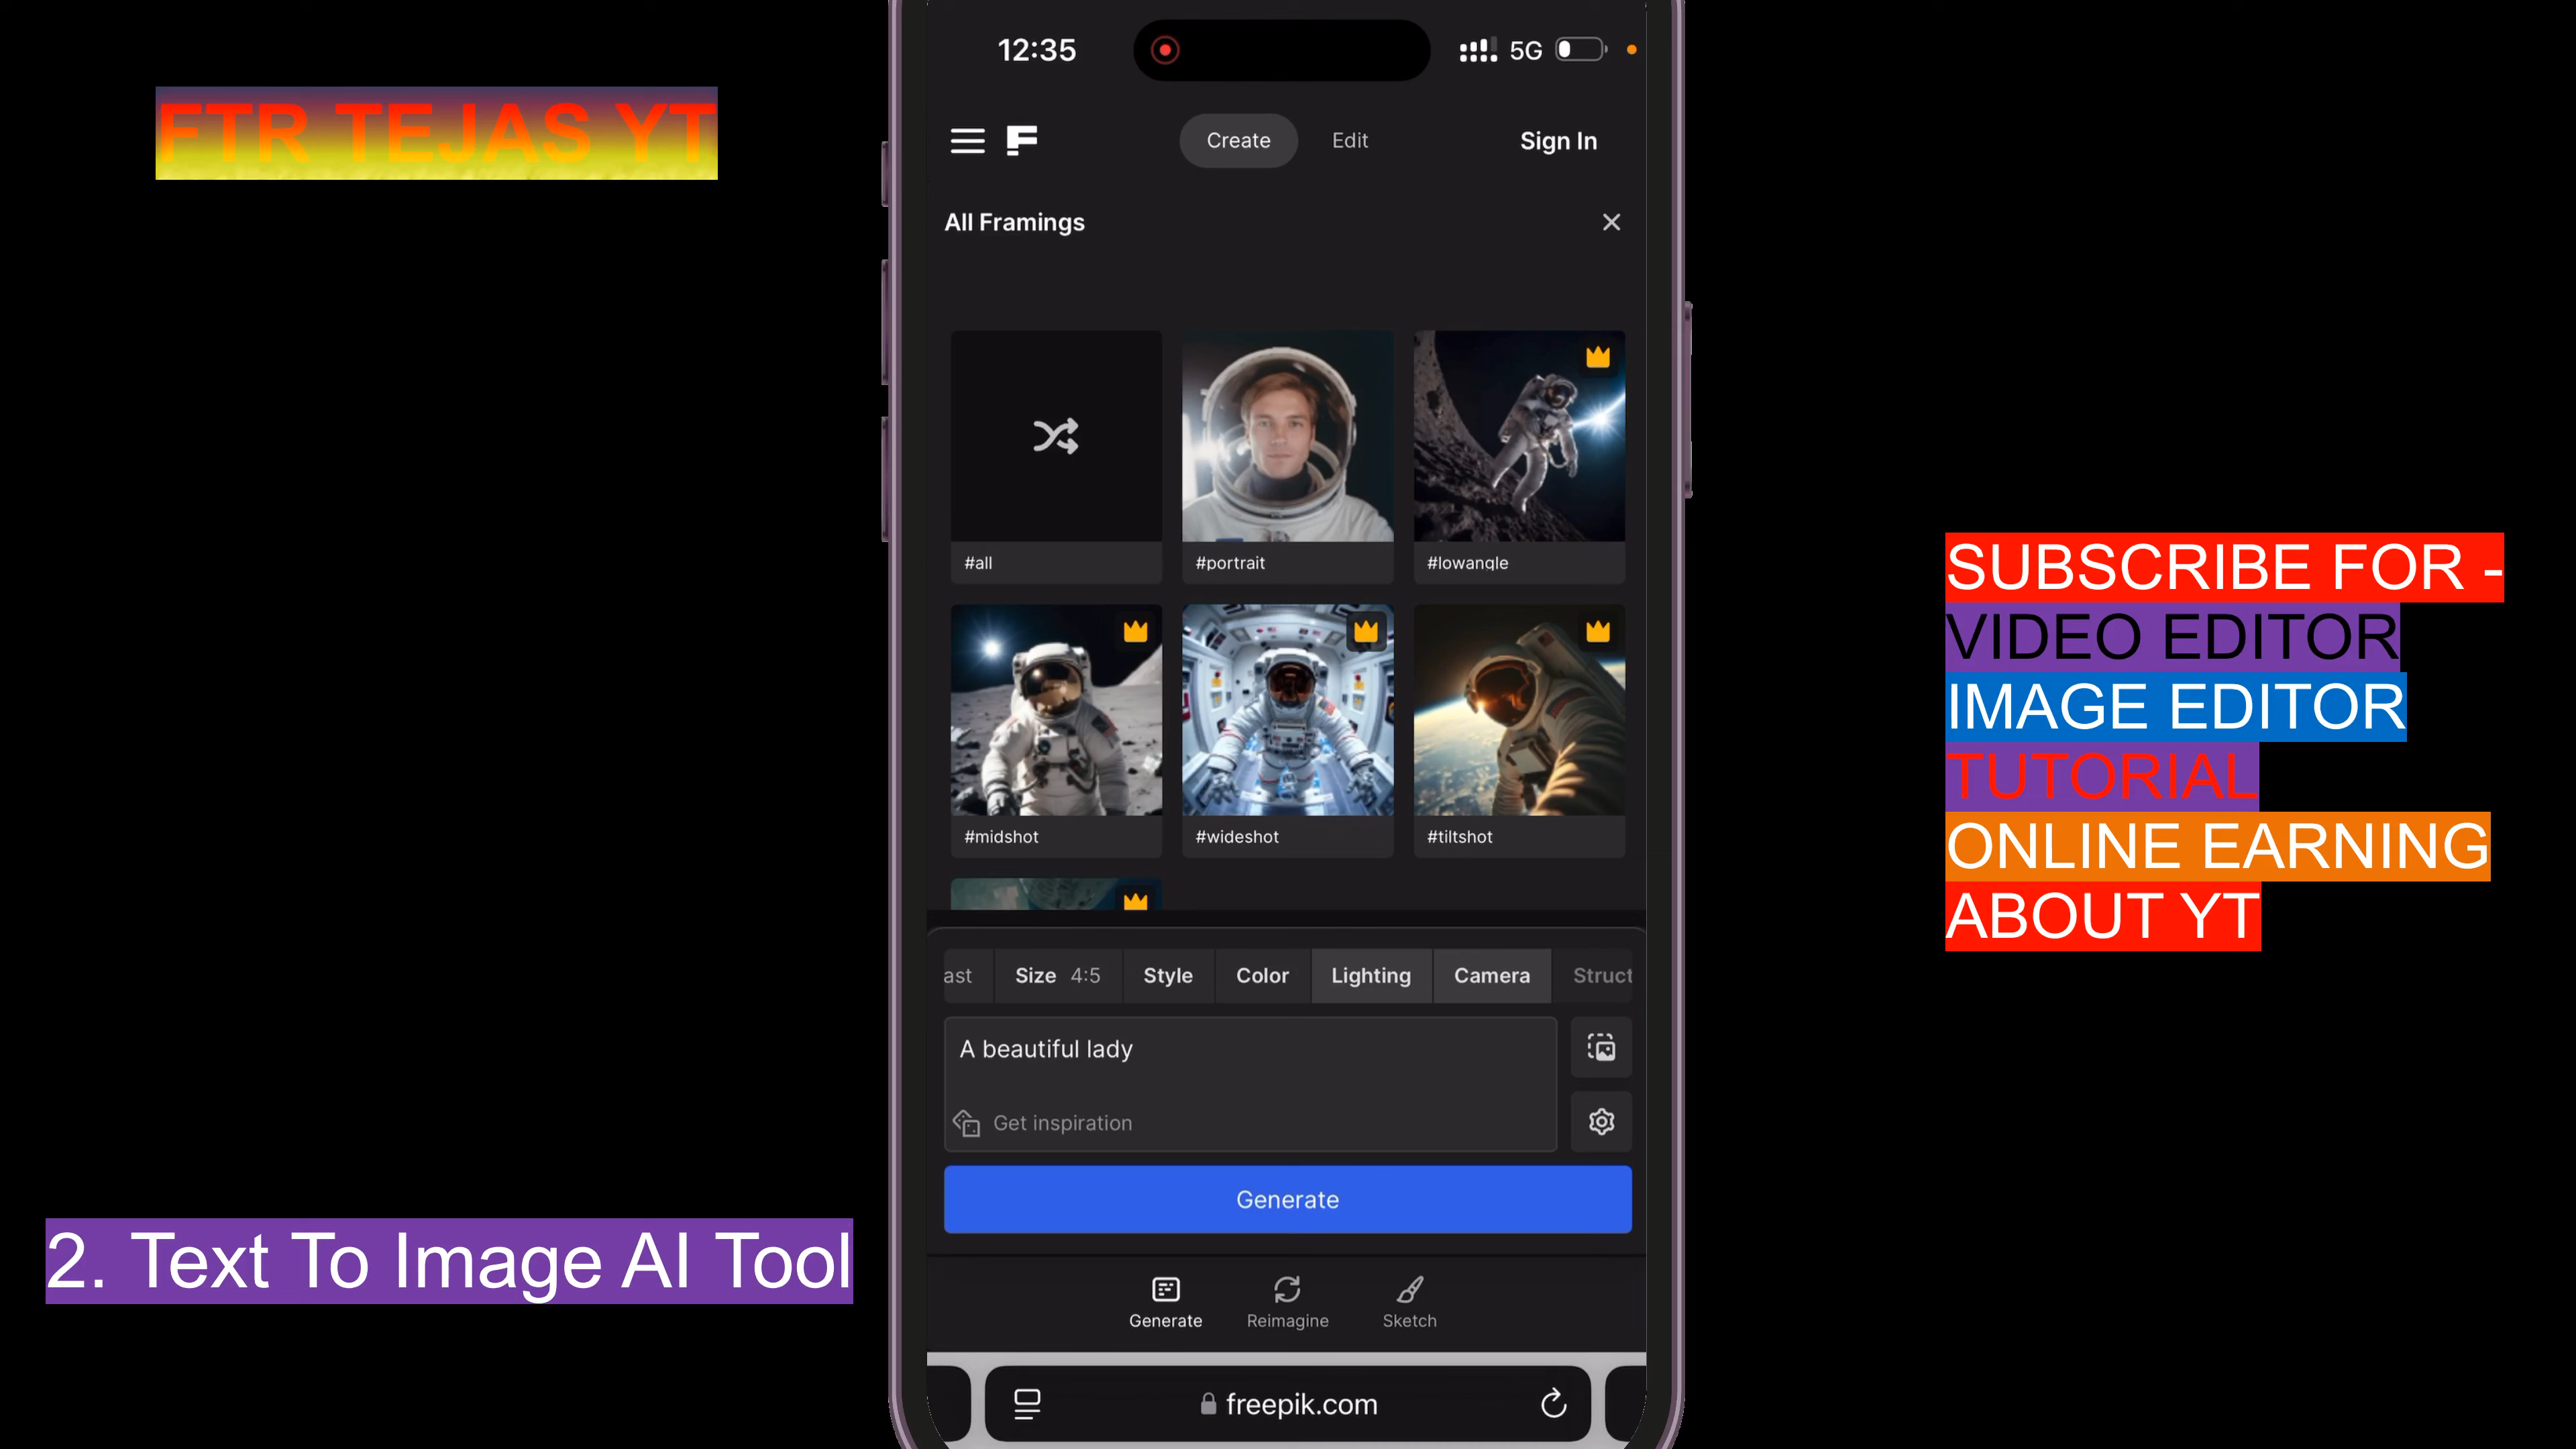 FTR TEJAS YT
12:35
5G
Create
Edit
Sign In
All Framings
#all
#portrait
#lowangle
#midshot
#wideshot
#tiltshot
ast
Size 4:5
Style
Color
Lighting
Camera
Struct
A beautiful lady
Get inspiration
Generate
Generate
Reimagine
Sketch
freepik.com
SUBSCRIBE FOR -
VIDEO EDITOR
IMAGE EDITOR
TUTORIAL
ONLINE EARNING
ABOUT YT
2. Text To Image AI Tool